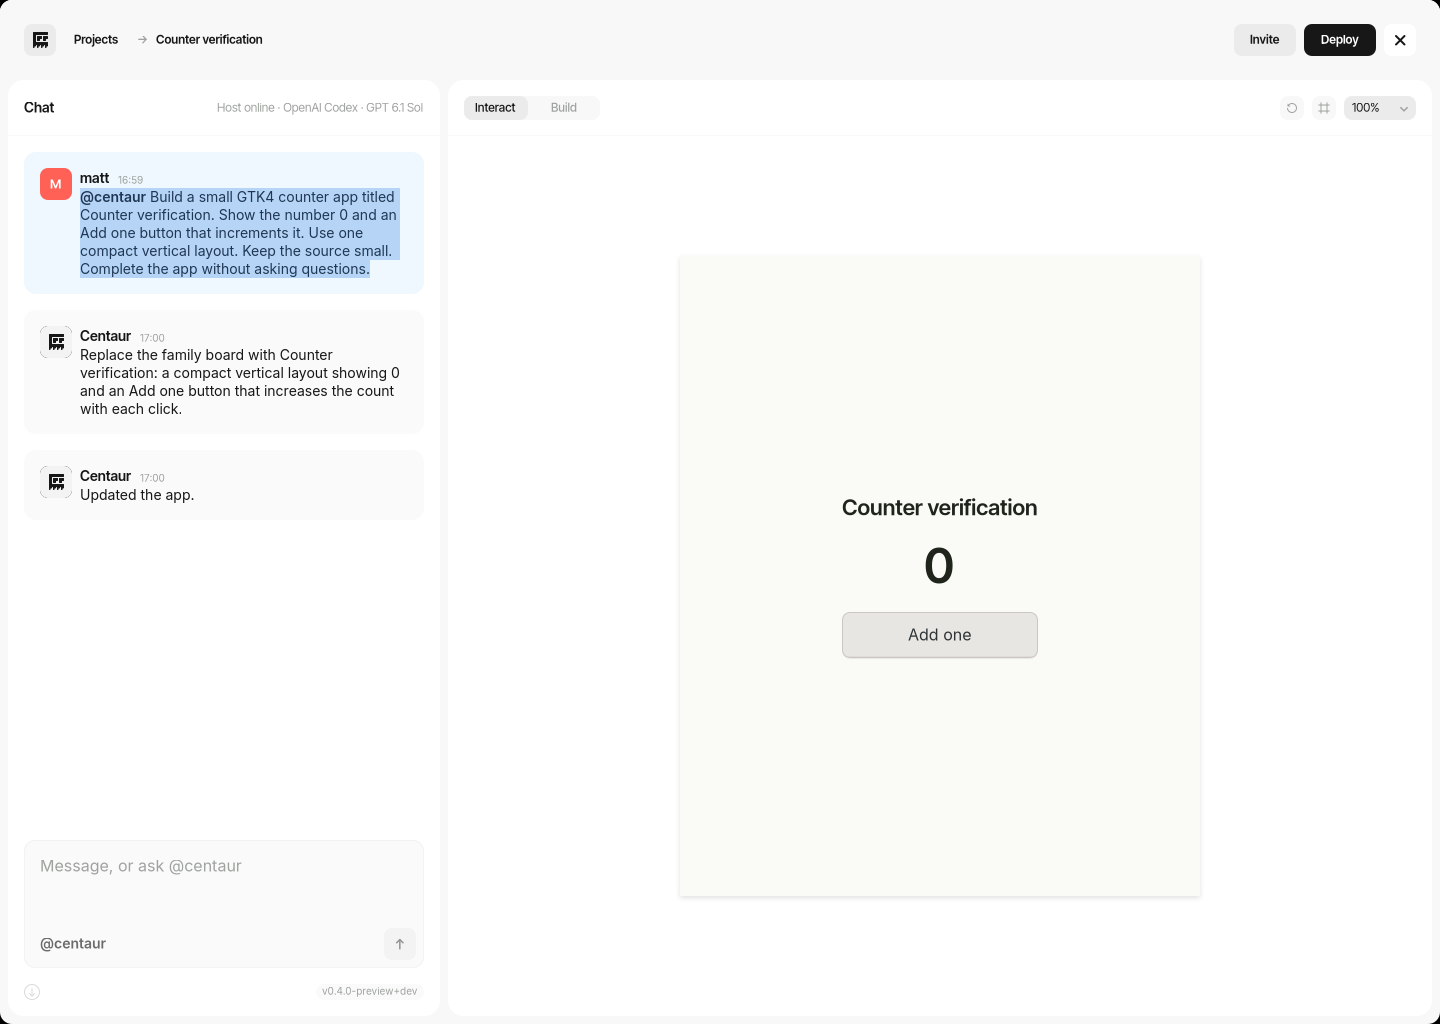 Projects → Counter verification
Invite
Deploy
Chat
Host online · OpenAI Codex · GPT 6.1 Sol
Interact
Build
100%
M
matt 16:59
@centaur Build a small GTK4 counter app titled
Counter verification. Show the number 0 and an
Add one button that increments it. Use one
compact vertical layout. Keep the source small.
Complete the app without asking questions.
Centaur 17:00
Replace the family board with Counter
verification: a compact vertical layout showing 0
and an Add one button that increases the count
with each click.
Centaur 17:00
Updated the app.
Counter verification
0
Add one
Message, or ask @centaur
@centaur
v0.4.0-preview+dev